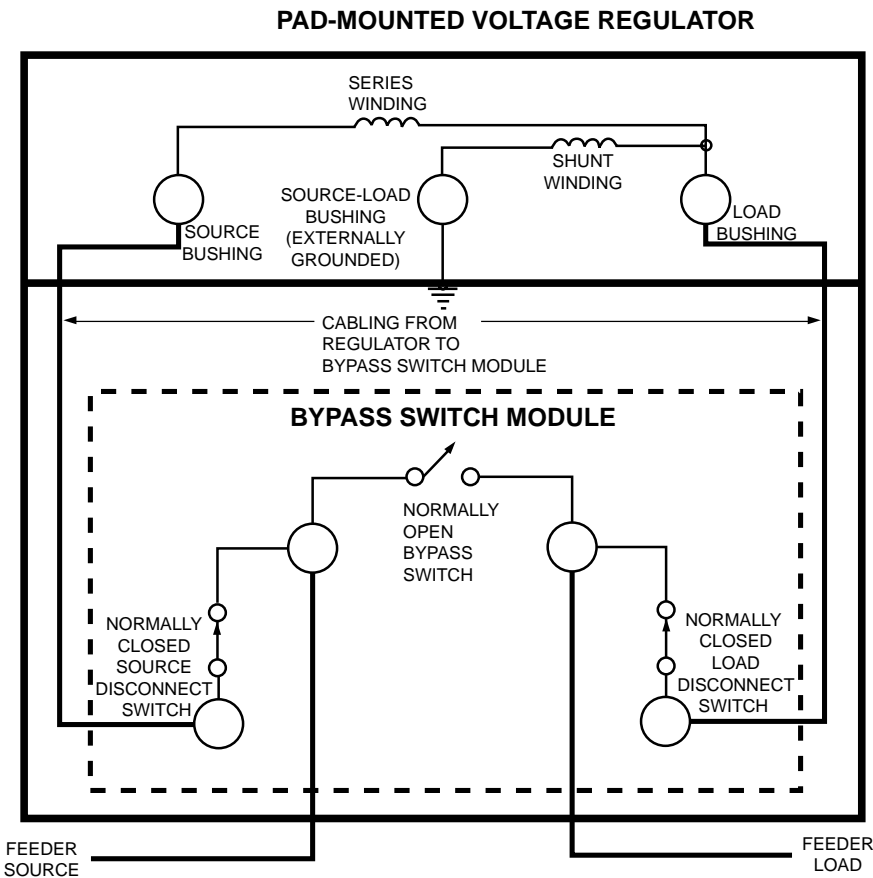 PAD-MOUNTED VOLTAGE REGULATOR
SERIES
WINDING
SHUNT
WINDING
SOURCE
BUSHING
SOURCE-LOAD
BUSHING
(EXTERNALLY
GROUNDED)
LOAD
BUSHING
CABLING FROM
REGULATOR TO
BYPASS SWITCH MODULE
BYPASS SWITCH MODULE
NORMALLY
OPEN
BYPASS
SWITCH
NORMALLY
CLOSED
SOURCE
DISCONNECT
SWITCH
NORMALLY
CLOSED
LOAD
DISCONNECT
SWITCH
FEEDER
SOURCE
FEEDER
LOAD